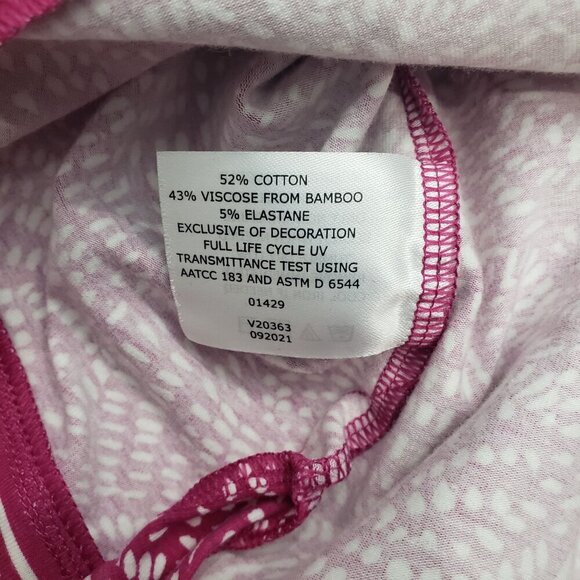 52% COTTON
43% VISCOSE FROM BAMBOO
5% ELASTANE
EXCLUSIVE OF DECORATION
FULL LIFE CYCLE UV
TRANSMITTANCE TEST USING
AATCC 183 AND ASTM D 6544
01429
V20363
092021